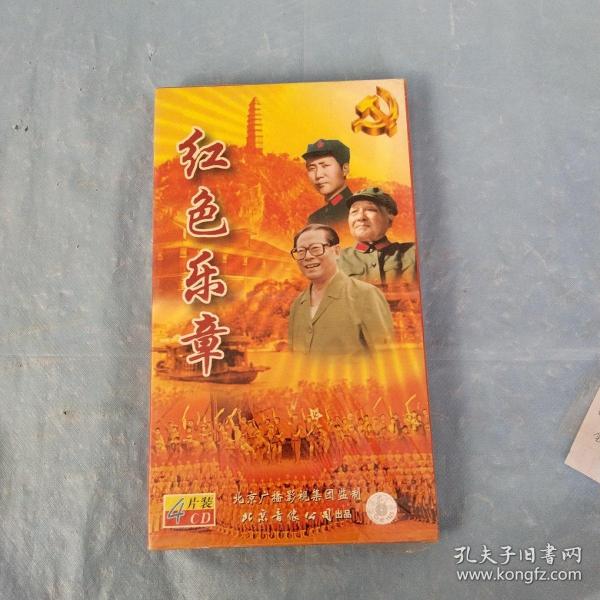 红色乐章
4片装
CD
北京广播影视集团监制
北京音像公司出品
孔夫子旧书网
www.kongfz.com